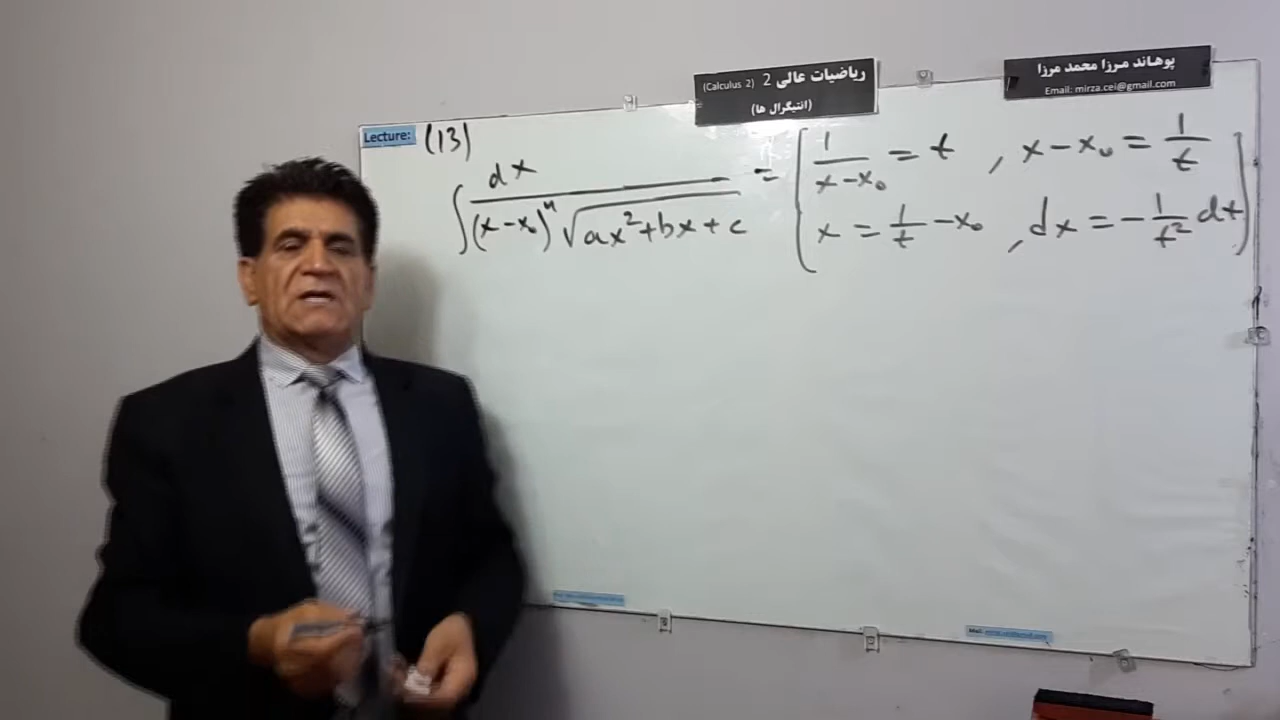 ریاضیات عالی 2 (Calculus 2)
(انتیگرال ها)
پوهاند مرزا محمد مرزا
Email: mirza.cei@gmail.com
Lecture: (13)
∫ dx / ((x-x₀)ⁿ √(ax²+bx+c)) = { 1/(x-x₀) = t , x-x₀ = 1/t
x = 1/t - x₀ , dx = -1/t² dt }